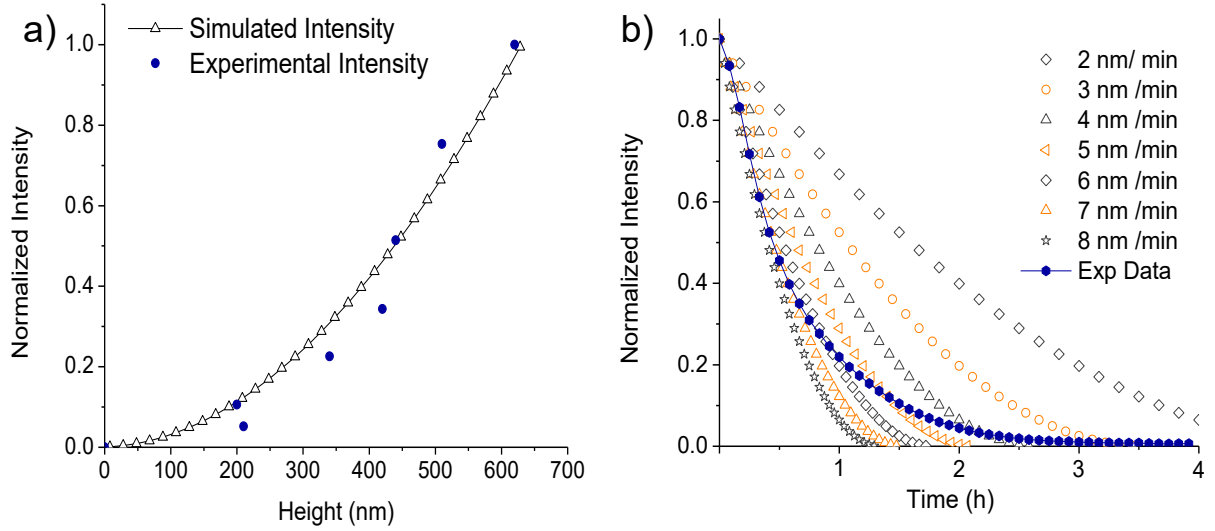 a)
Simulated Intensity
Experimental Intensity
Normalized Intensity
1.0
0.8
0.6
0.4
0.2
0.0
0 100 200 300 400 500 600 700
Height (nm)
b)
2 nm/ min
3 nm /min
4 nm /min
5 nm /min
6 nm /min
7 nm /min
8 nm /min
Exp Data
Normalized Intensity
1.0
0.8
0.6
0.4
0.2
0.0
1 2 3 4
Time (h)